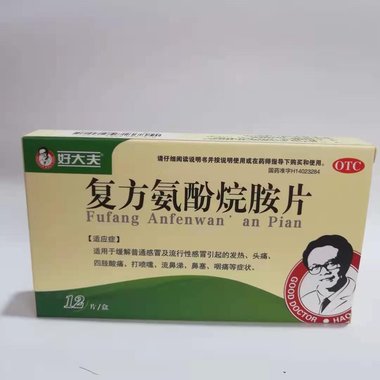 好大夫
请仔细阅读说明书并按说明使用或在药师指导下购买和使用。
国药准字H14023284
OTC
复方氨酚烷胺片
Fufang Anfenwan' an Pian
【适应症】
适用于缓解普通感冒及流行性感冒引起的发热、头痛、
四肢酸痛、打喷嚏、流鼻涕、鼻塞、咽痛等症状。
12片/盒
GOOD DOCTOR